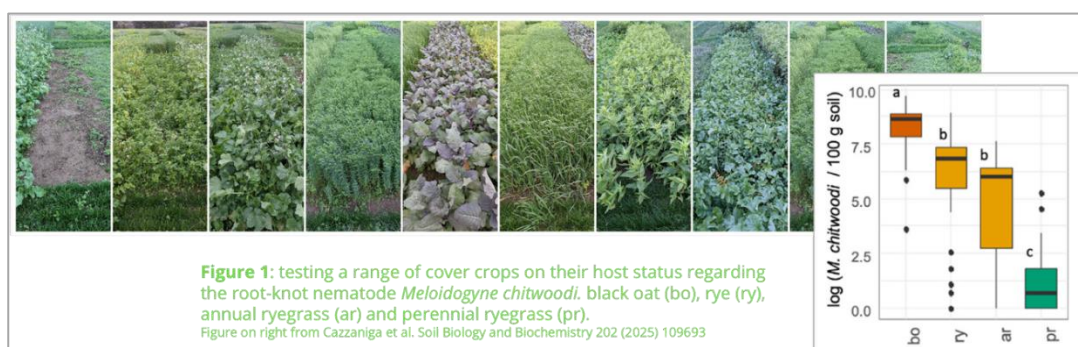 Figure 1: testing a range of cover crops on their host status regarding
the root-knot nematode Meloidogyne chitwoodi. black oat (bo), rye (ry),
annual ryegrass (ar) and perennial ryegrass (pr).
Figure on right from Cazzaniga et al. Soil Biology and Biochemistry 202 (2025) 109693
log (M. chitwoodi / 100 g soil)
10.0
7.5
5.0
2.5
0.0
a
b
b
c
bo
ry
ar
pr